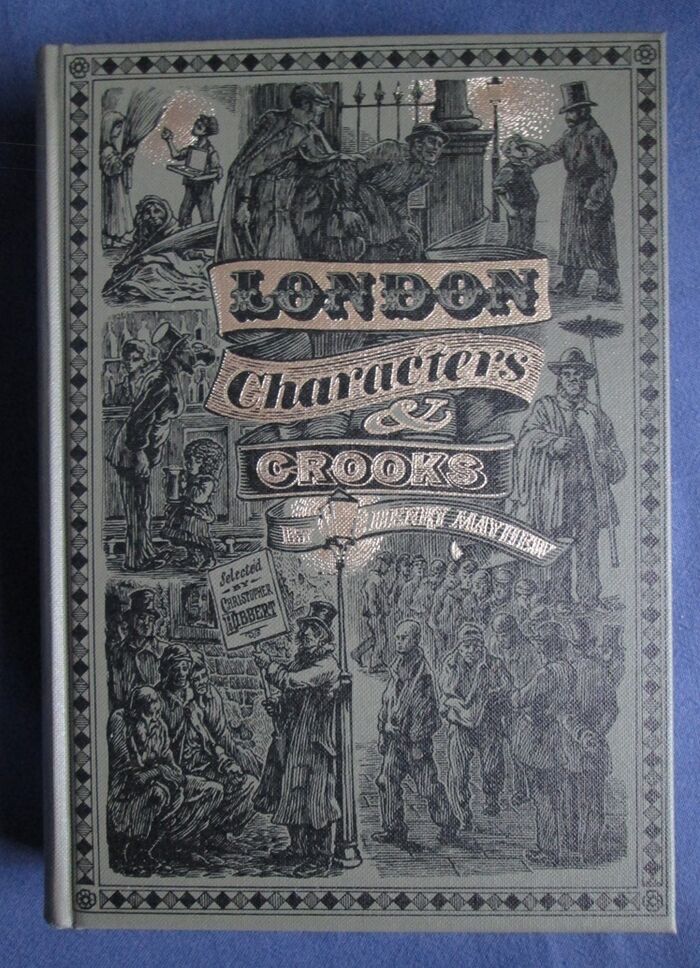 LONDON
Characters
&
CROOKS
BY HENRY MAYHEW
Selected
BY
CHRISTOPHER
HIBBERT